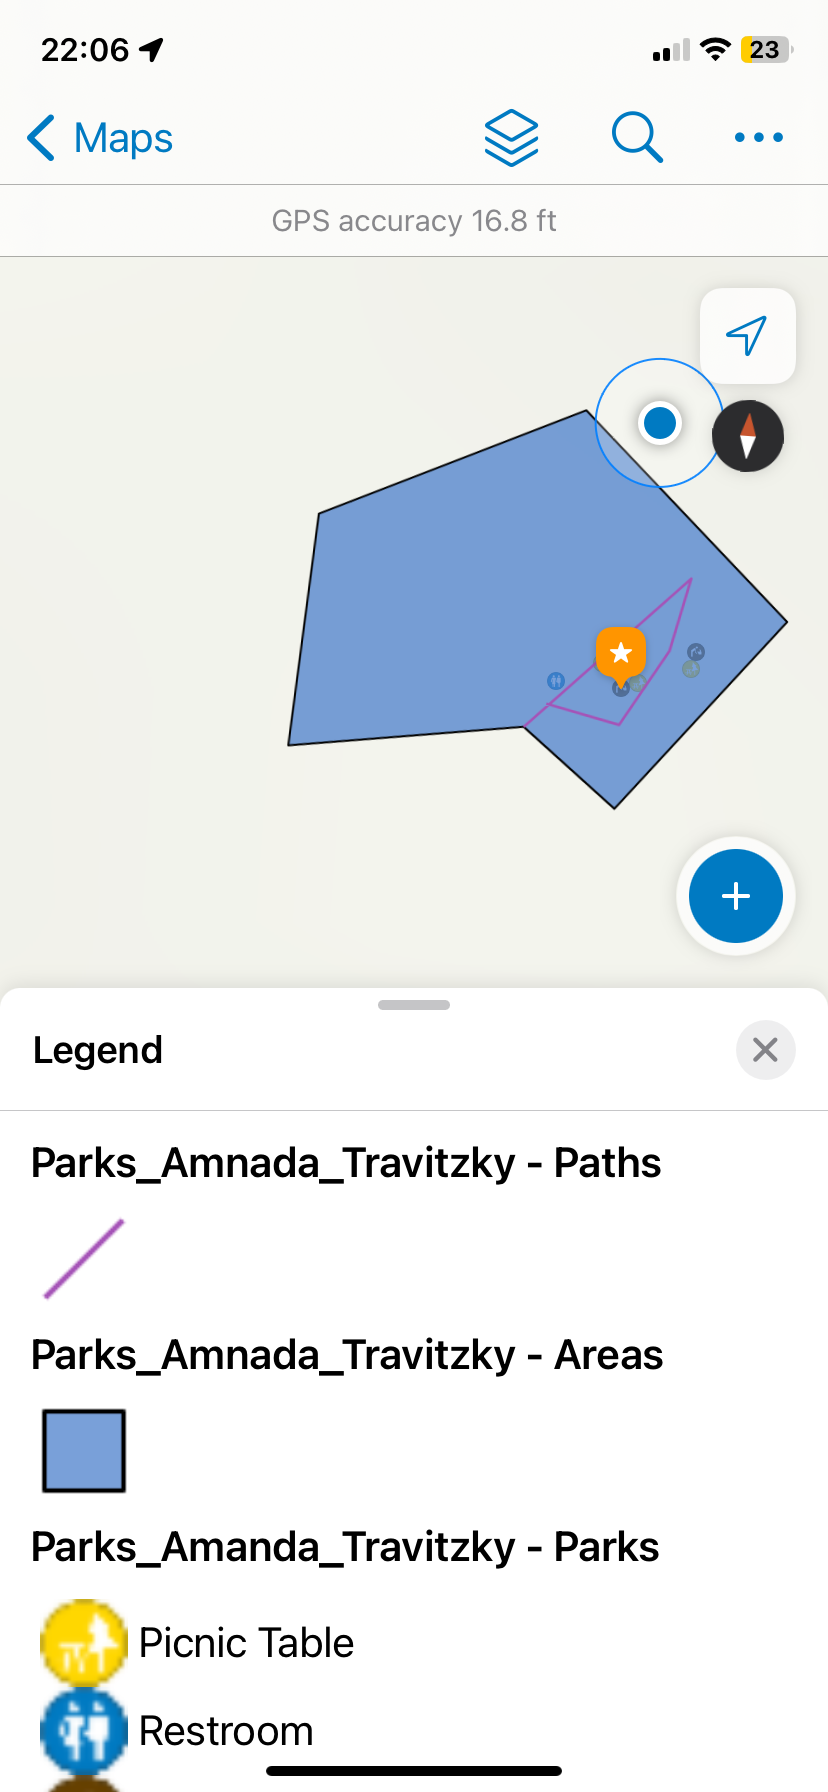 22:06
23
Maps
GPS accuracy 16.8 ft
Legend
Parks_Amnada_Travitzky - Paths
Parks_Amnada_Travitzky - Areas
Parks_Amanda_Travitzky - Parks
Picnic Table
Restroom